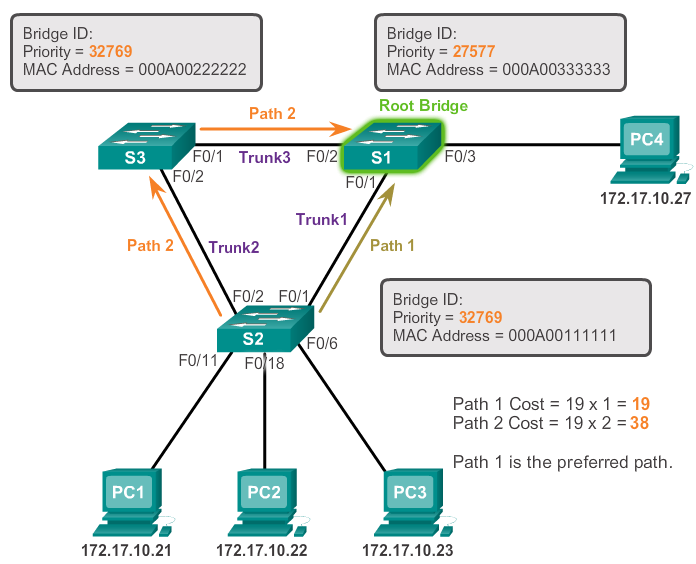 Bridge ID:
Priority = 32769
MAC Address = 000A00222222
Bridge ID:
Priority = 27577
MAC Address = 000A00333333
Root Bridge
Path 2
S3
F0/1
Trunk3
F0/2
S1
F0/3
PC4
F0/2
F0/1
172.17.10.27
Trunk1
Path 2
Trunk2
Path 1
F0/2
F0/1
Bridge ID:
Priority = 32769
MAC Address = 000A00111111
S2
F0/6
F0/11
F0/18
Path 1 Cost = 19 x 1 = 19
Path 2 Cost = 19 x 2 = 38
Path 1 is the preferred path.
PC1
PC2
PC3
172.17.10.21
172.17.10.22
172.17.10.23